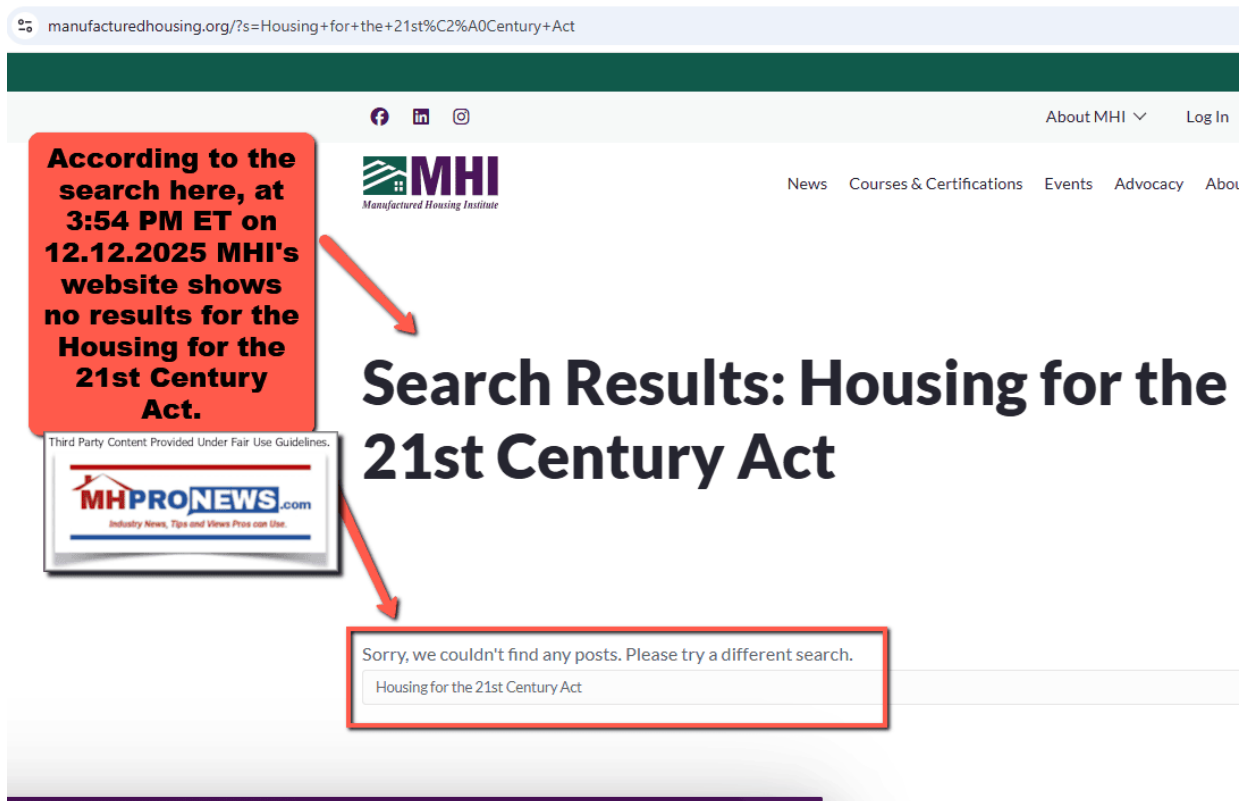 manufacturedhousing.org/?s=Housing+for+the+21st%C2%A0Century+Act
About MHI
Log In
MHI
Manufactured Housing Institute
News
Courses & Certifications
Events
Advocacy
According to the
search here, at
3:54 PM ET on
12.12.2025 MHI's
website shows
no results for the
Housing for the
21st Century
Act.
Third Party Content Provided Under Fair Use Guidelines.
MHPRONEWS.com
Industry News, Tips and Views Pros can Use.
Search Results: Housing for the
21st Century Act
Sorry, we couldn't find any posts. Please try a different search.
Housing for the 21st Century Act